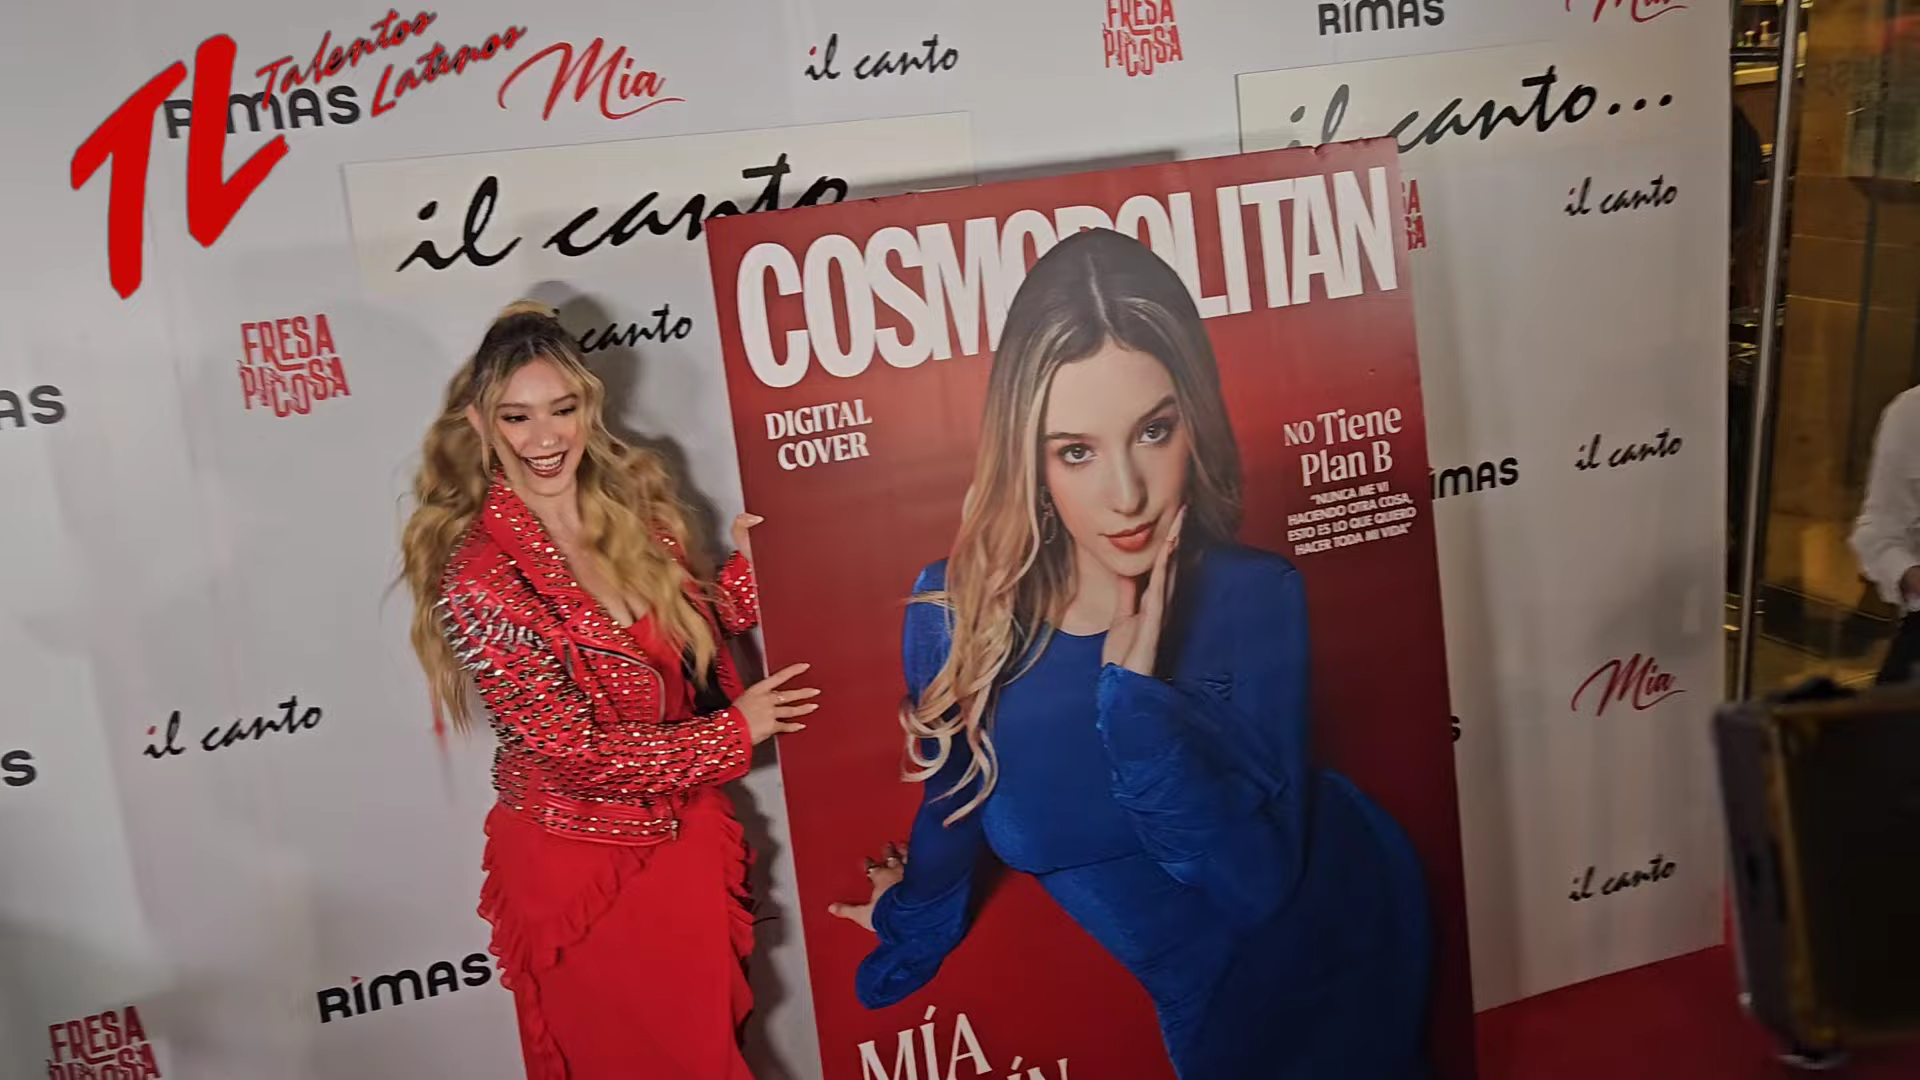 TL Talentos
Latinos
RIMAS
Mia
il canto
FRESA
PICOSA
RIMAS
il canto
il canto...
COSMOPOLITAN
il canto
FRESA
PICOSA
canto
DIGITAL
COVER
NO Tiene
Plan B
"NUNCA ME VI
HACIENDO OTRA COSA,
ESTO ES LO QUE QUIERO
HACER TODA MI VIDA"
RIMAS
il canto
il canto
Mia
il canto
RIMAS
FRESA
MÍA